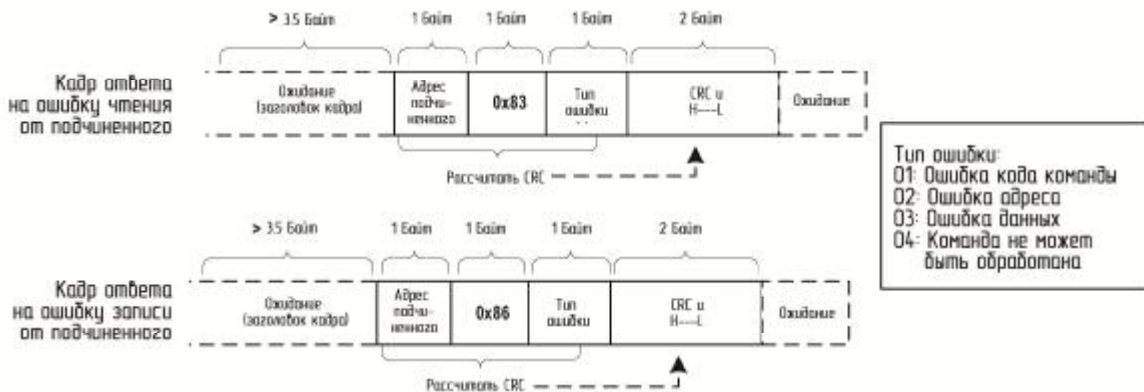 > 3.5 Байт 1 Байт 1 Байт 1 Байт 2 Байт
Кадр ответа
на ошибку чтения
от подчиненного
Ожидание
(заголовок кадра)
Адрес
подчи-
ненного
0x83
Тип
ошибки
CRC и
H---L
Ожидание
Рассчитать CRC
Тип ошибки:
01: Ошибка кода команды
02: Ошибка адреса
03: Ошибка данных
04: Команда не может
быть обработана
> 3.5 Байт 1 Байт 1 Байт 1 Байт 2 Байт
Кадр ответа
на ошибку записи
от подчиненного
Ожидание
(заголовок кадра)
Адрес
подчи-
ненного
0x86
Тип
ошибки
CRC и
H---L
Ожидание
Рассчитать CRC